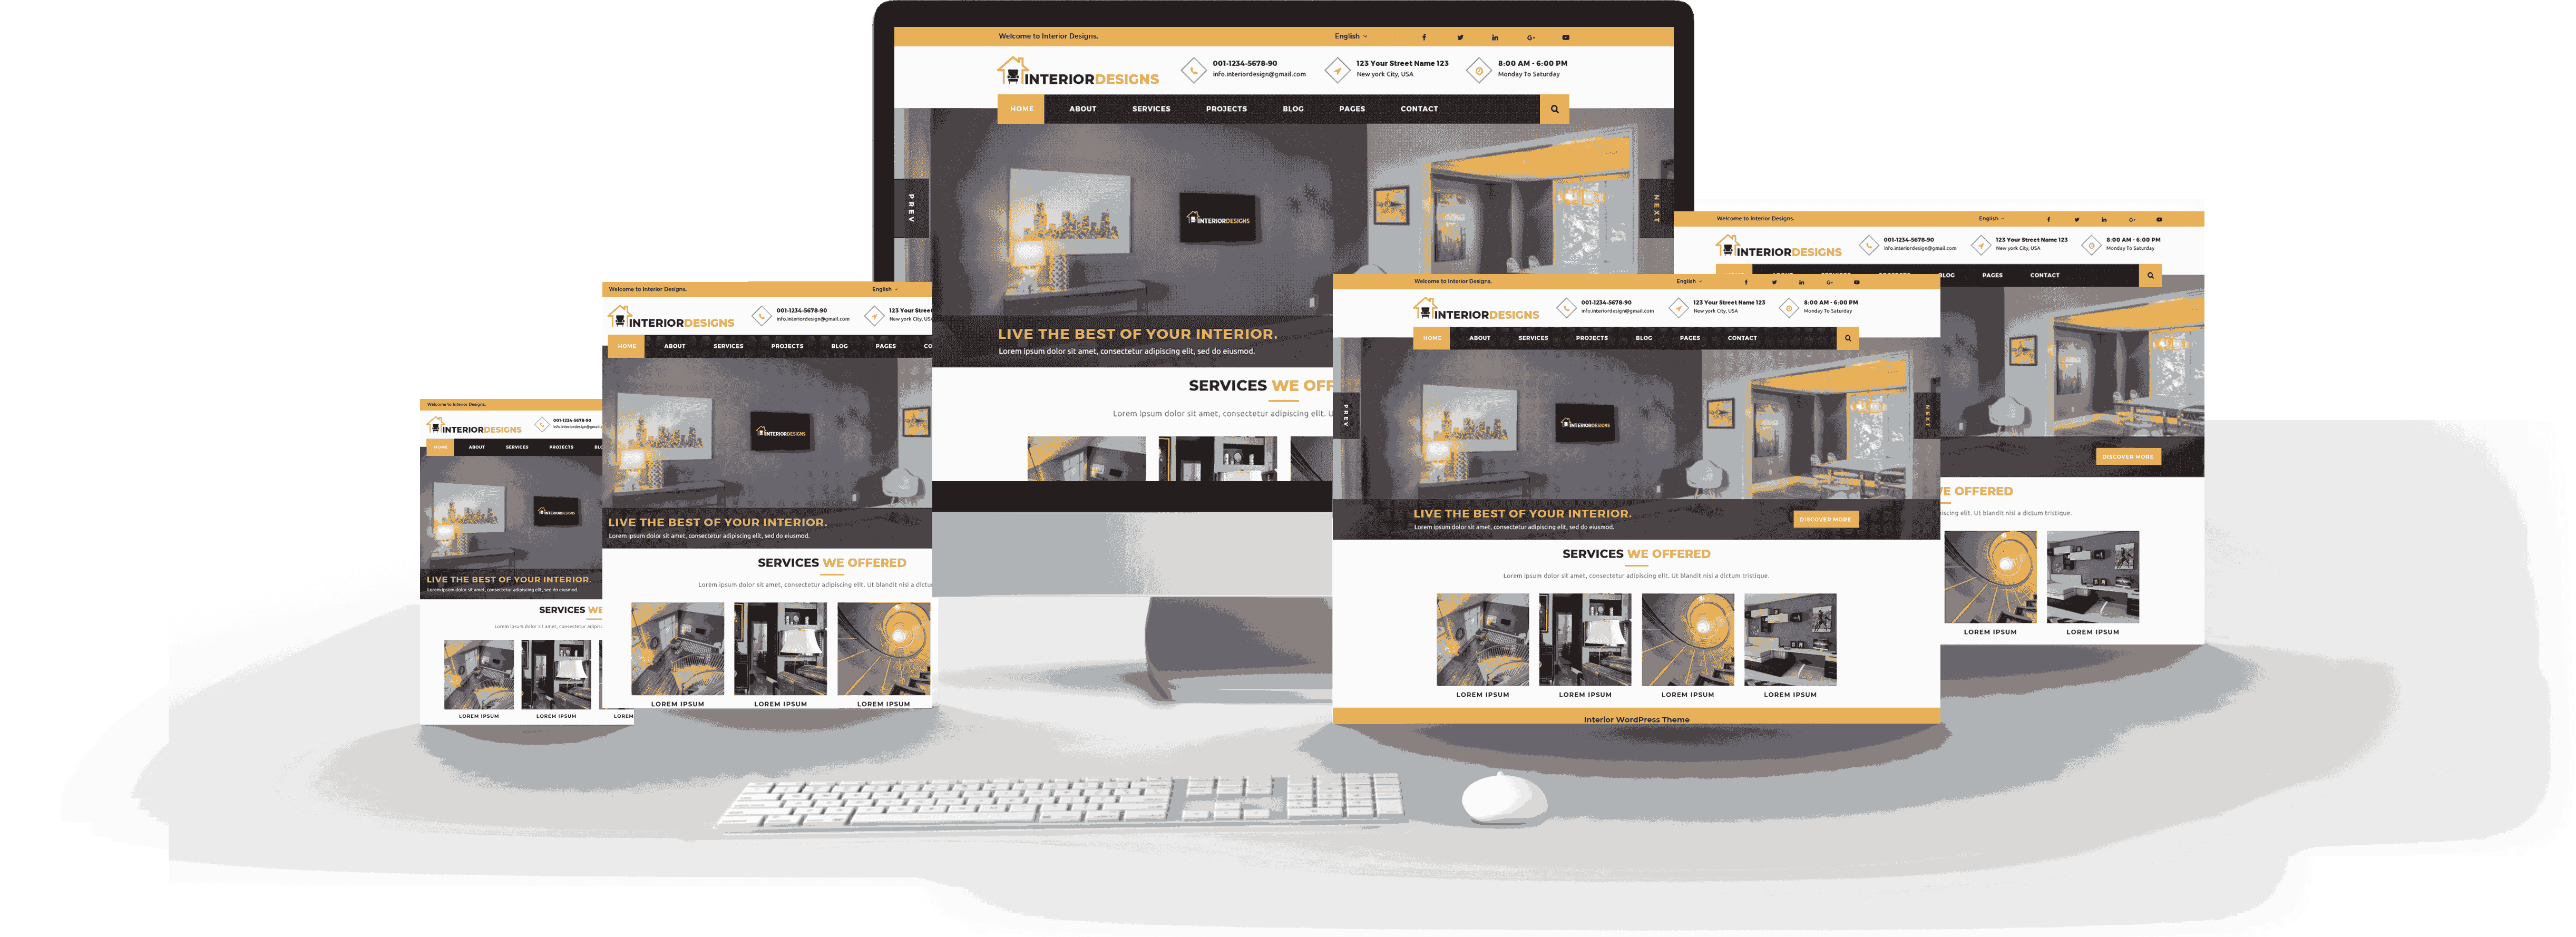 Welcome to Interior Designs.
English
INTERIORDESIGNS
001-1234-5678-90
info.interiordesign@gmail.com
123 Your Street Name 123
New york City, USA
8:00 AM - 6:00 PM
Monday To Saturday
HOME ABOUT SERVICES PROJECTS BLOG PAGES CONTACT
PREV
INTERIORDESIGNS
NEXT
LIVE THE BEST OF YOUR INTERIOR.
Lorem ipsum dolor sit amet, consectetur adipiscing elit, sed do eiusmod.
SERVICES WE OFF
Lorem ipsum dolor sit amet, consectetur adipiscing elit. U
Welcome to Interior Designs.
English
INTERIORDESIGNS
001-1234-5678-90
info.interiordesign@gmail.com
123 Your Street Name 123
New york City, USA
8:00 AM - 6:00 PM
Monday To Saturday
BLOG PAGES CONTACT
DISCOVER MORE
WE OFFERED
piscing elit. Ut blandit nisi a dictum tristique.
LOREM IPSUM LOREM IPSUM
Welcome to Interior Designs.
English
INTERIORDESIGNS
001-1234-5678-90
info.interiordesign@gmail.com
123 Your Street Name 123
New york City, USA
8:00 AM - 6:00 PM
Monday To Saturday
HOME ABOUT SERVICES PROJECTS BLOG PAGES CONTACT
PREV
INTERIORDESIGNS
NEXT
LIVE THE BEST OF YOUR INTERIOR.
Lorem ipsum dolor sit amet, consectetur adipiscing elit, sed do eiusmod.
DISCOVER MORE
SERVICES WE OFFERED
Lorem ipsum dolor sit amet, consectetur adipiscing elit. Ut blandit nisi a dictum tristique.
LOREM IPSUM LOREM IPSUM LOREM IPSUM LOREM IPSUM
Interior WordPress Theme
Welcome to Interior Designs.
English
INTERIORDESIGNS
001-1234-5678-90
info.interiordesign@gmail.com
123 Your Street
New york City, USA
HOME ABOUT SERVICES PROJECTS BLOG PAGES CO
INTERIORDESIGNS
LIVE THE BEST OF YOUR INTERIOR.
Lorem ipsum dolor sit amet, consectetur adipiscing elit, sed do eiusmod.
SERVICES WE OFFERED
Lorem ipsum dolor sit amet, consectetur adipiscing elit. Ut blandit nisi a dictu
LOREM IPSUM LOREM IPSUM LOREM IPSUM
Welcome to Interior Designs.
INTERIORDESIGNS
001-1234-5678-90
info.interiordesign@gmail.c
HOME ABOUT SERVICES PROJECTS BLO
INTERIORDESIGNS
LIVE THE BEST OF YOUR INTERIOR.
Lorem ipsum dolor sit amet, consectetur adipiscing elit, sed do eiusmod.
SERVICES WE
Lorem ipsum dolor sit amet, consectetur adipisc
LOREM IPSUM LOREM IPSUM LOREM